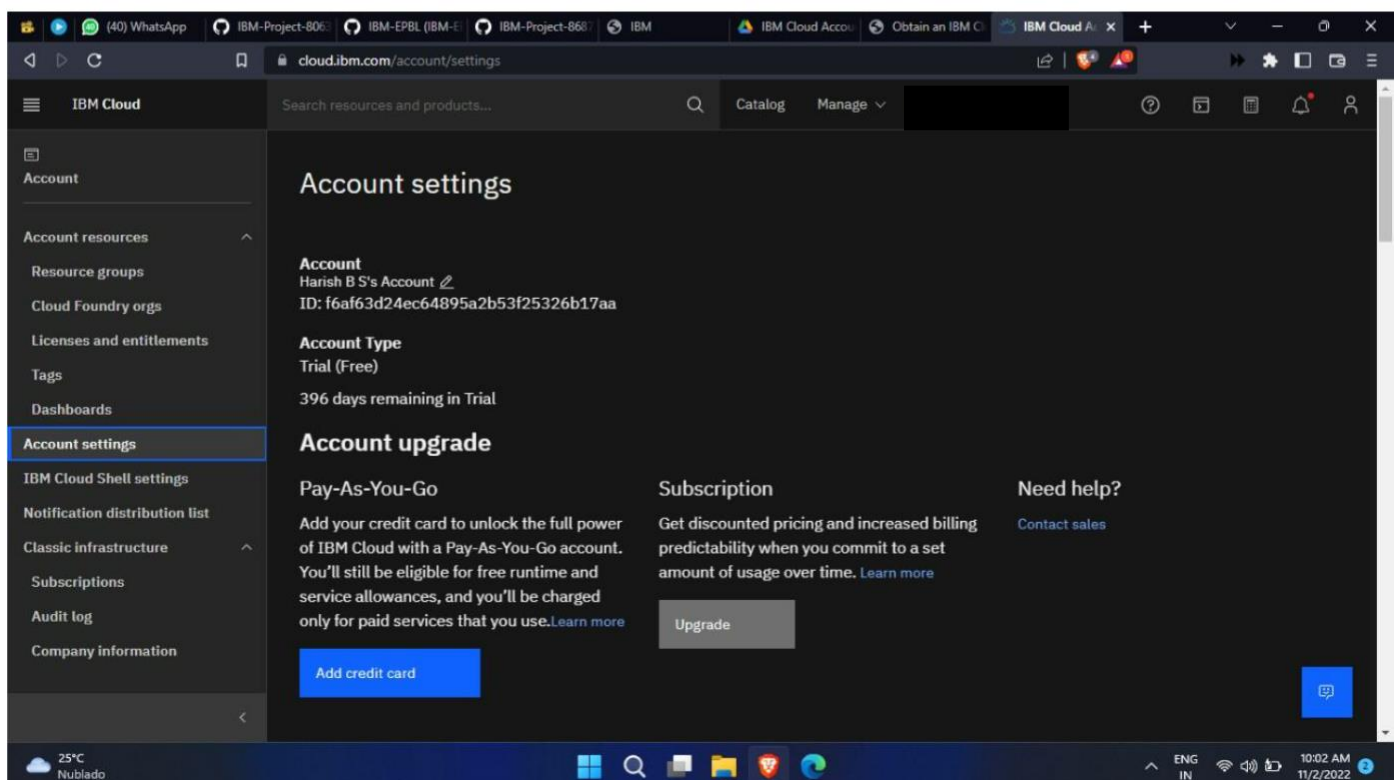 (40) WhatsApp
IBM-Project-806
IBM-EPBL (IBM-E
IBM-Project-868
IBM
IBM Cloud Accou
Obtain an IBM C
IBM Cloud A
cloud.ibm.com/account/settings
IBM Cloud
Search resources and products...
Catalog
Manage
Account
Account resources
Resource groups
Cloud Foundry orgs
Licenses and entitlements
Tags
Dashboards
Account settings
IBM Cloud Shell settings
Notification distribution list
Classic infrastructure
Subscriptions
Audit log
Company information
Account settings
Account
Harish B S's Account
ID: f6af63d24ec64895a2b53f25326b17aa
Account Type
Trial (Free)
396 days remaining in Trial
Account upgrade
Pay-As-You-Go
Add your credit card to unlock the full power
of IBM Cloud with a Pay-As-You-Go account.
You'll still be eligible for free runtime and
service allowances, and you'll be charged
only for paid services that you use.Learn more
Add credit card
Subscription
Get discounted pricing and increased billing
predictability when you commit to a set
amount of usage over time. Learn more
Upgrade
Need help?
Contact sales
25°C
Nublado
ENG
IN
10:02 AM
11/2/2022
2